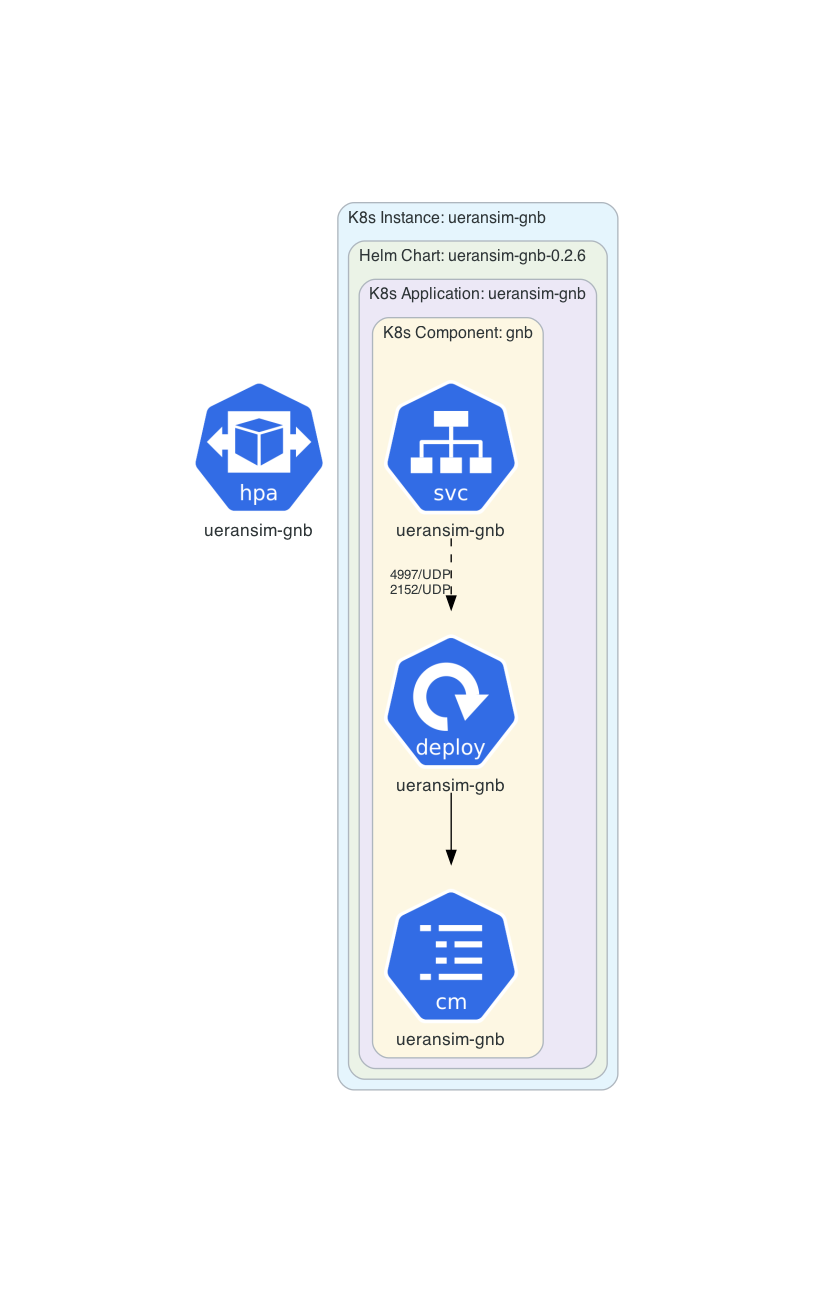 K8s Instance: ueransim-gnb
Helm Chart: ueransim-gnb-0.2.6
K8s Application: ueransim-gnb
K8s Component: gnb
hpa
ueransim-gnb
svc
ueransim-gnb
4997/UDP
2152/UDP
deploy
ueransim-gnb
cm
ueransim-gnb